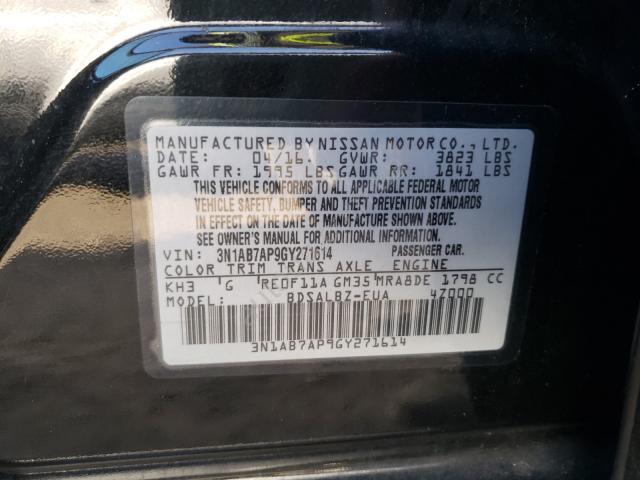 MANUFACTURED BY NISSAN MOTOR CO., LTD.
DATE: 04/16 GVWR: 3823 LBS
GAWR FR: 1995 LBS GAWR RR: 1841 LBS
THIS VEHICLE CONFORMS TO ALL APPLICABLE FEDERAL MOTOR
VEHICLE SAFETY, BUMPER AND THEFT PREVENTION STANDARDS
IN EFFECT ON THE DATE OF MANUFACTURE SHOWN ABOVE.
SEE OWNER'S MANUAL FOR ADDITIONAL INFORMATION.
VIN: 3N1AB7AP9GY271614 PASSENGER CAR.
COLOR TRIM TRANS AXLE ENGINE
KH3 G RE0F11A GM35 MRA8DE 1798 CC
MODEL: BDSALBZ-EUA 4Z000
3N1AB7AP9GY271614